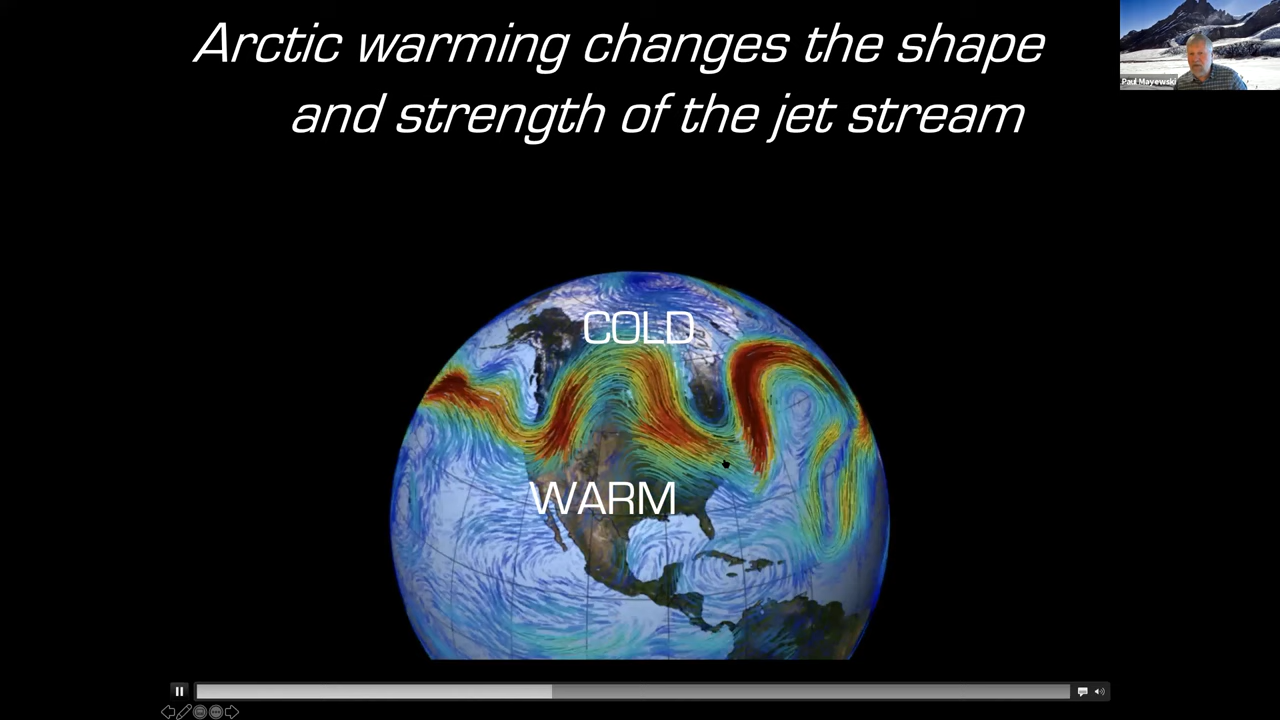 Arctic warming changes the shape
and strength of the jet stream
Paul Mayewski
COLD
WARM